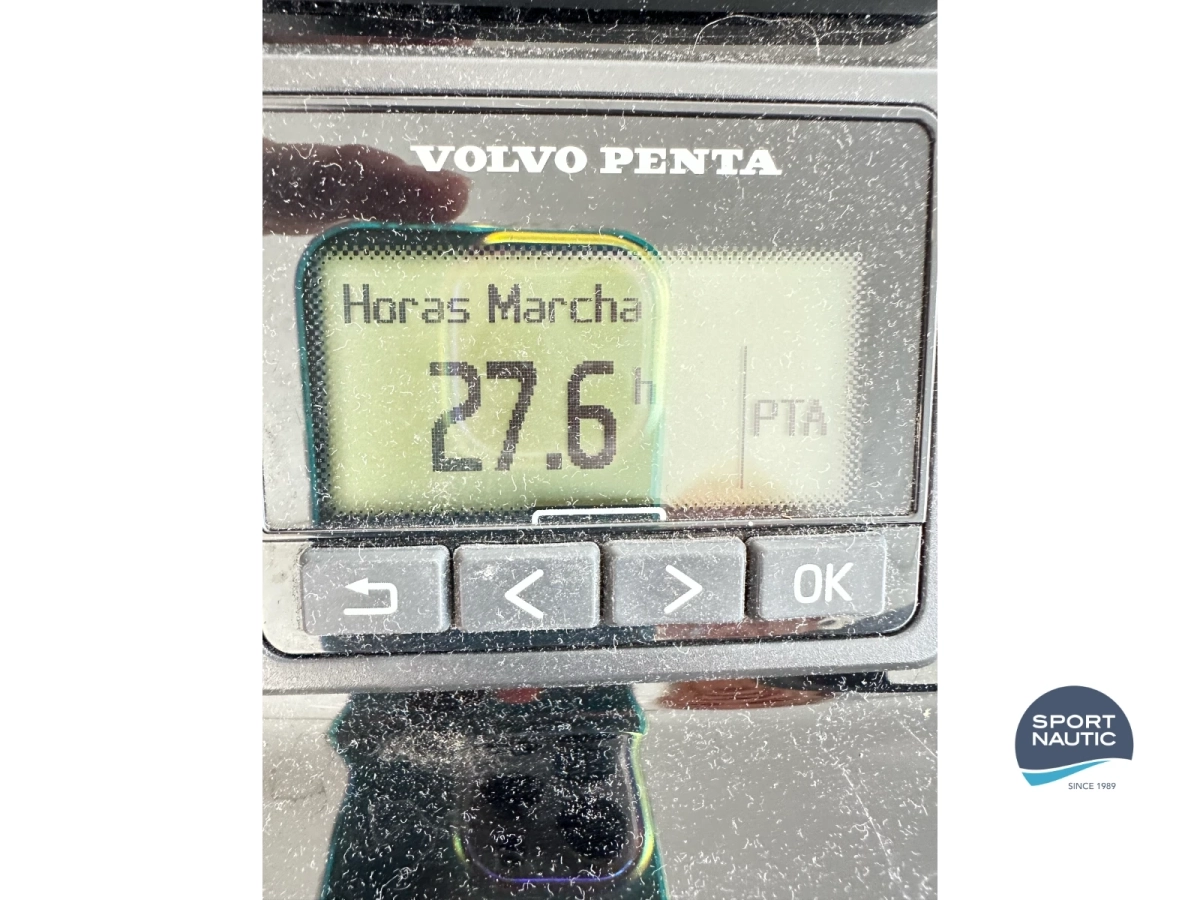 VOLVO PENTA
Horas Marcha
27.6 h
PTA
OK
SPORT
NAUTIC
SINCE 1989